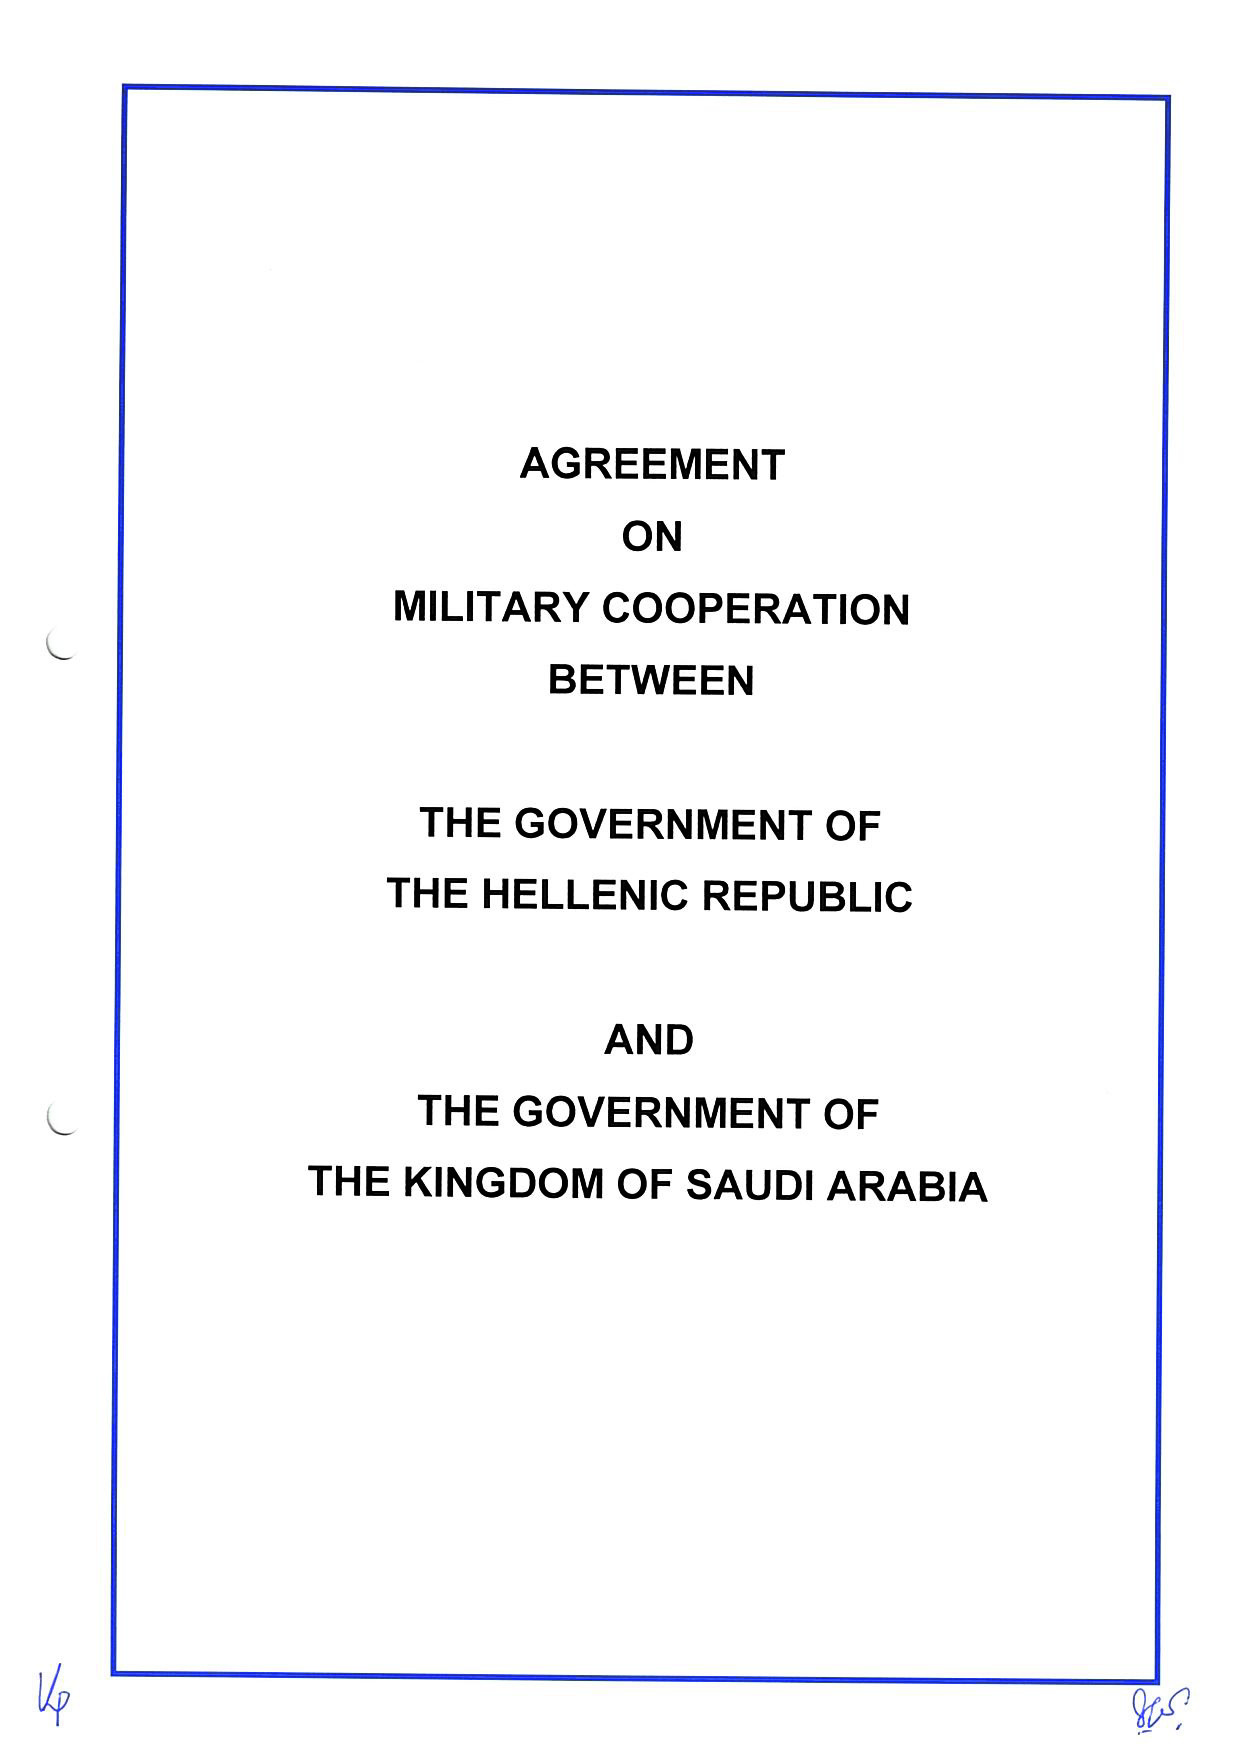 AGREEMENT
ON
MILITARY COOPERATION
BETWEEN
THE GOVERNMENT OF
THE HELLENIC REPUBLIC
AND
THE GOVERNMENT OF
THE KINGDOM OF SAUDI ARABIA